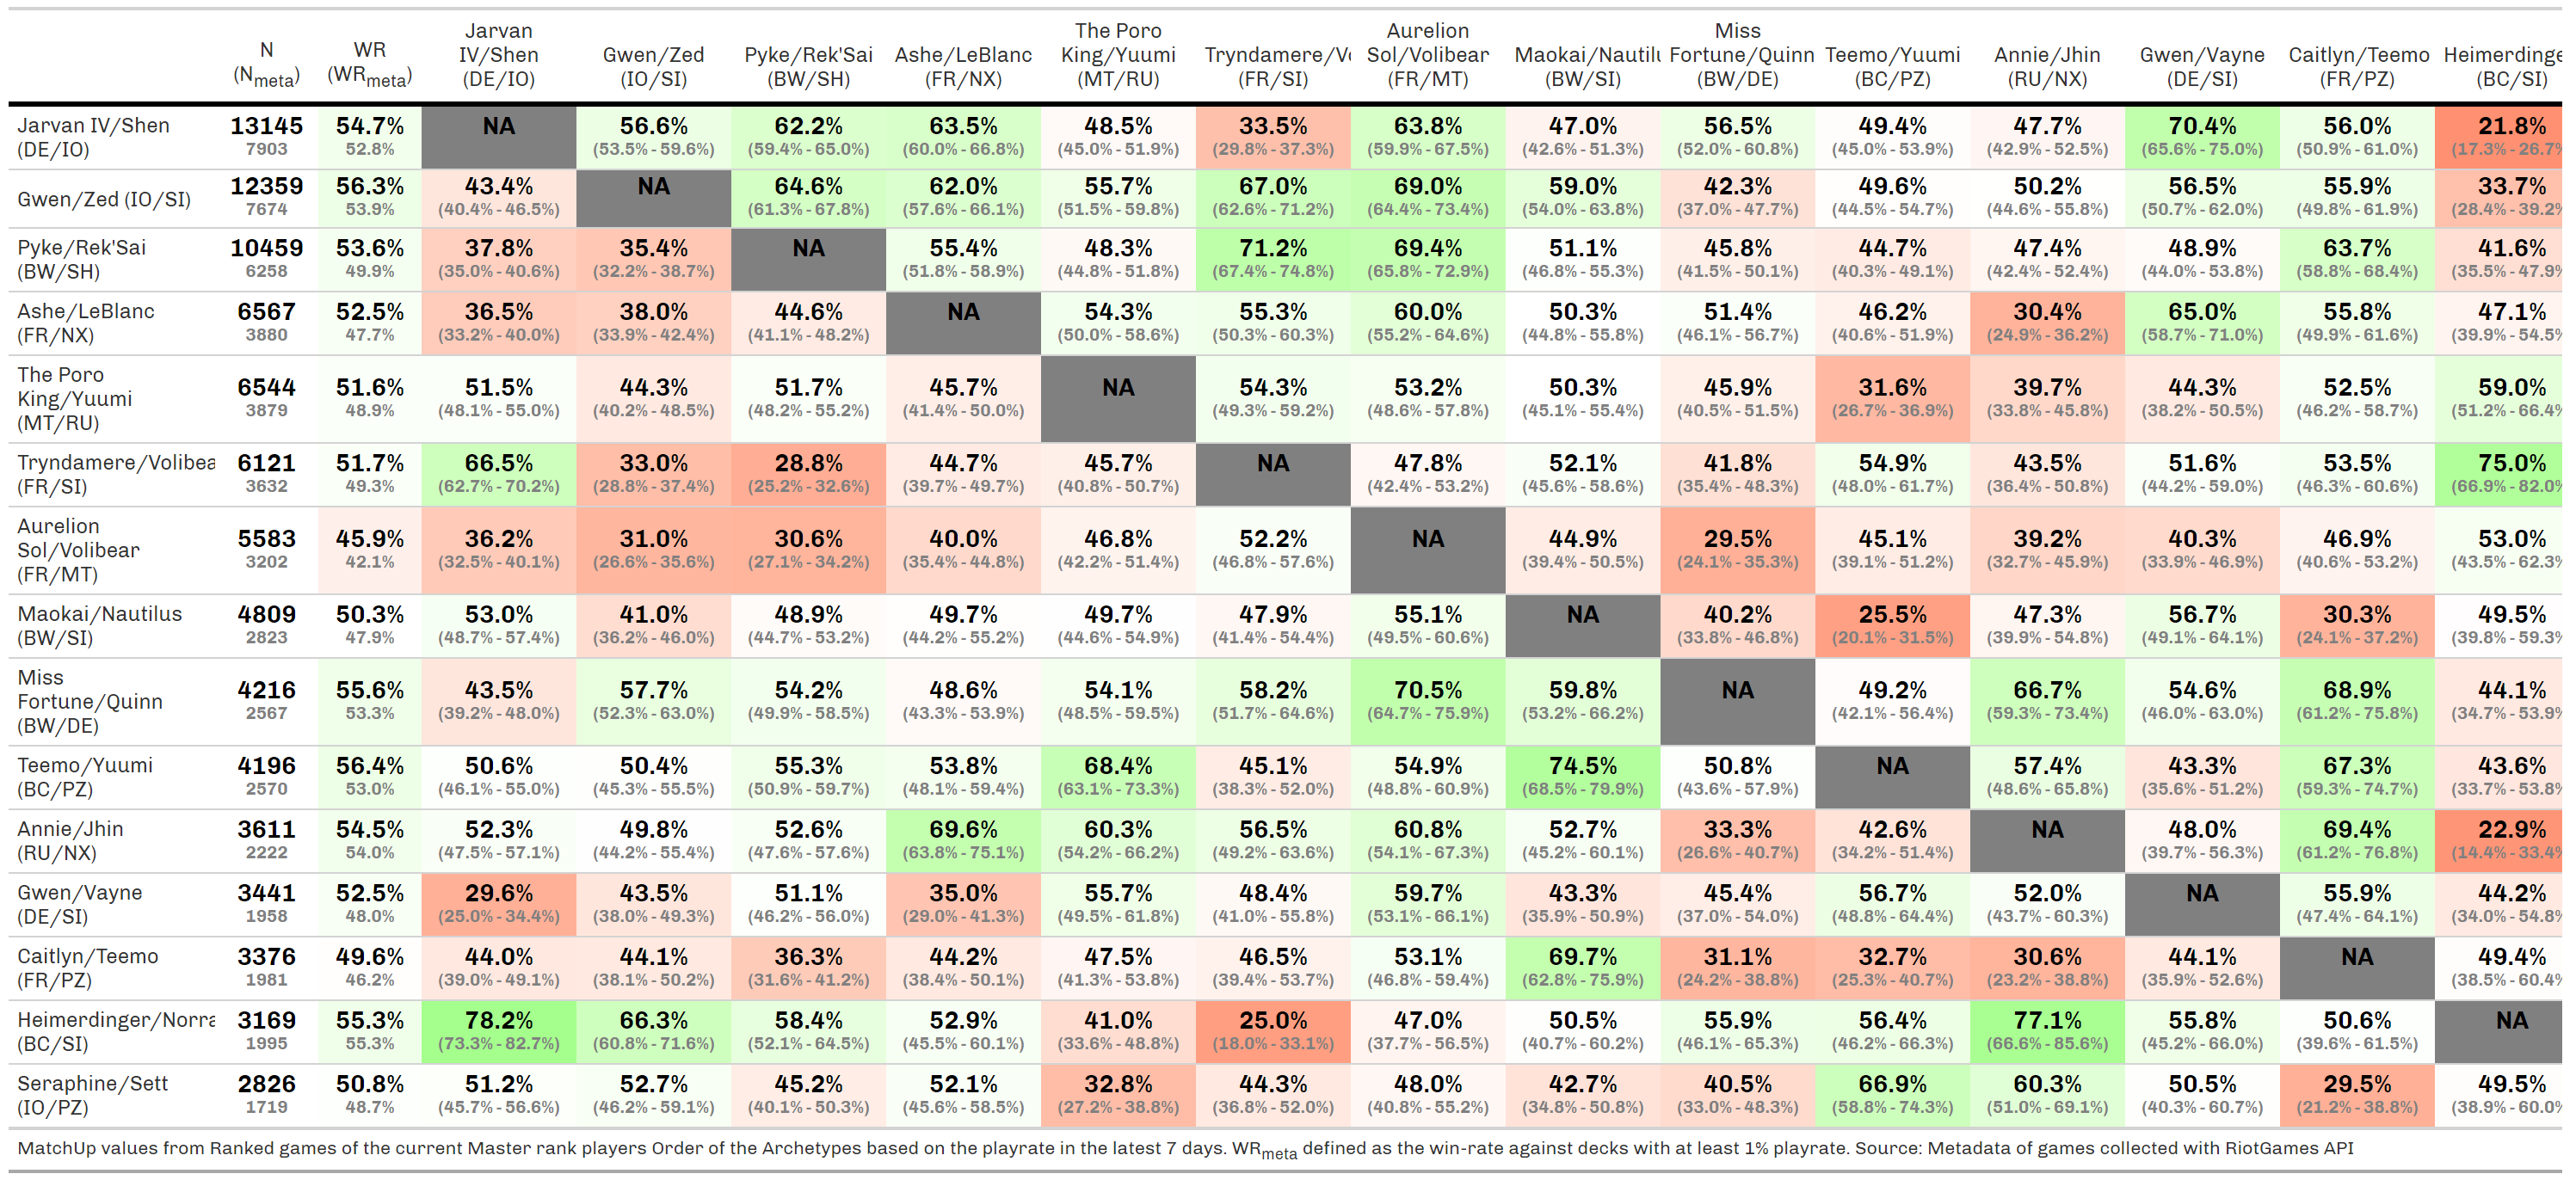 N (Nmeta) WR (WRmeta) Jarvan IV/Shen (DE/IO) Gwen/Zed (IO/SI) Pyke/Rek'Sai (BW/SH) Ashe/LeBlanc (FR/NX) The Poro King/Yuumi (MT/RU) Tryndamere/Vo (FR/SI) Aurelion Sol/Volibear (FR/MT) Maokai/Nautilu (BW/SI) Miss Fortune/Quinn (BW/DE) Teemo/Yuumi (BC/PZ) Annie/Jhin (RU/NX) Gwen/Vayne (DE/SI) Caitlyn/Teemo (FR/PZ) Heimerdinge (BC/SI)
Jarvan IV/Shen 13145 54.7% NA 56.6% 62.2% 63.5% 48.5% 33.5% 63.8% 47.0% 56.5% 49.4% 47.7% 70.4% 56.0% 21.8%
(DE/IO) 7903 52.8% (53.5% - 59.6%) (59.4% - 65.0%) (60.0% - 66.8%) (45.0% - 51.9%) (29.8% - 37.3%) (59.9% - 67.5%) (42.6% - 51.3%) (52.0% - 60.8%) (45.0% - 53.9%) (42.9% - 52.5%) (65.6% - 75.0%) (50.9% - 61.0%) (17.3% - 26.7%
Gwen/Zed (IO/SI) 12359 56.3% 43.4% NA 64.6% 62.0% 55.7% 67.0% 69.0% 59.0% 42.3% 49.6% 50.2% 56.5% 55.9% 33.7%
7674 53.9% (40.4% - 46.5%) (61.3% - 67.8%) (57.6% - 66.1%) (51.5% - 59.8%) (62.6% - 71.2%) (64.4% - 73.4%) (54.0% - 63.8%) (37.0% - 47.7%) (44.5% - 54.7%) (44.6% - 55.8%) (50.7% - 62.0%) (49.8% - 61.9%) (28.4% - 39.2%
Pyke/Rek'Sai 10459 53.6% 37.8% 35.4% NA 55.4% 48.3% 71.2% 69.4% 51.1% 45.8% 44.7% 47.4% 48.9% 63.7% 41.6%
(BW/SH) 6258 49.9% (35.0% - 40.6%) (32.2% - 38.7%) (51.8% - 58.9%) (44.8% - 51.8%) (67.4% - 74.8%) (65.8% - 72.9%) (46.8% - 55.3%) (41.5% - 50.1%) (40.3% - 49.1%) (42.4% - 52.4%) (44.0% - 53.8%) (58.8% - 68.4%) (35.5% - 47.9%
Ashe/LeBlanc 6567 52.5% 36.5% 38.0% 44.6% NA 54.3% 55.3% 60.0% 50.3% 51.4% 46.2% 30.4% 65.0% 55.8% 47.1%
(FR/NX) 3880 47.7% (33.2% - 40.0%) (33.9% - 42.4%) (41.1% - 48.2%) (50.0% - 58.6%) (50.3% - 60.3%) (55.2% - 64.6%) (44.8% - 55.8%) (46.1% - 56.7%) (40.6% - 51.9%) (24.9% - 36.2%) (58.7% - 71.0%) (49.9% - 61.6%) (39.9% - 54.5%
The Poro
King/Yuumi 6544 51.6% 51.5% 44.3% 51.7% 45.7% NA 54.3% 53.2% 50.3% 45.9% 31.6% 39.7% 44.3% 52.5% 59.0%
(MT/RU) 3879 48.9% (48.1% - 55.0%) (40.2% - 48.5%) (48.2% - 55.2%) (41.4% - 50.0%) (49.3% - 59.2%) (48.6% - 57.8%) (45.1% - 55.4%) (40.5% - 51.5%) (26.7% - 36.9%) (33.8% - 45.8%) (38.2% - 50.5%) (46.2% - 58.7%) (51.2% - 66.4%
Tryndamere/Volibea 6121 51.7% 66.5% 33.0% 28.8% 44.7% 45.7% NA 47.8% 52.1% 41.8% 54.9% 43.5% 51.6% 53.5% 75.0%
(FR/SI) 3632 49.3% (62.7% - 70.2%) (28.8% - 37.4%) (25.2% - 32.6%) (39.7% - 49.7%) (40.8% - 50.7%) (42.4% - 53.2%) (45.6% - 58.6%) (35.4% - 48.3%) (48.0% - 61.7%) (36.4% - 50.8%) (44.2% - 59.0%) (46.3% - 60.6%) (66.9% - 82.0%
Aurelion
Sol/Volibear 5583 45.9% 36.2% 31.0% 30.6% 40.0% 46.8% 52.2% NA 44.9% 29.5% 45.1% 39.2% 40.3% 46.9% 53.0%
(FR/MT) 3202 42.1% (32.5% - 40.1%) (26.6% - 35.6%) (27.1% - 34.2%) (35.4% - 44.8%) (42.2% - 51.4%) (46.8% - 57.6%) (39.4% - 50.5%) (24.1% - 35.3%) (39.1% - 51.2%) (32.7% - 45.9%) (33.9% - 46.9%) (40.6% - 53.2%) (43.5% - 62.3%
Maokai/Nautilus 4809 50.3% 53.0% 41.0% 48.9% 49.7% 49.7% 47.9% 55.1% NA 40.2% 25.5% 47.3% 56.7% 30.3% 49.5%
(BW/SI) 2823 47.9% (48.7% - 57.4%) (36.2% - 46.0%) (44.7% - 53.2%) (44.2% - 55.2%) (44.6% - 54.9%) (41.4% - 54.4%) (49.5% - 60.6%) (33.8% - 46.8%) (20.1% - 31.5%) (39.9% - 54.8%) (49.1% - 64.1%) (24.1% - 37.2%) (39.8% - 59.3%
Miss
Fortune/Quinn 4216 55.6% 43.5% 57.7% 54.2% 48.6% 54.1% 58.2% 70.5% 59.8% NA 49.2% 66.7% 54.6% 68.9% 44.1%
(BW/DE) 2567 53.3% (39.2% - 48.0%) (52.3% - 63.0%) (49.9% - 58.5%) (43.3% - 53.9%) (48.5% - 59.5%) (51.7% - 64.6%) (64.7% - 75.9%) (53.2% - 66.2%) (42.1% - 56.4%) (59.3% - 73.4%) (46.0% - 63.0%) (61.2% - 75.8%) (34.7% - 53.9%
Teemo/Yuumi 4196 56.4% 50.6% 50.4% 55.3% 53.8% 68.4% 45.1% 54.9% 74.5% 50.8% NA 57.4% 43.3% 67.3% 43.6%
(BC/PZ) 2570 53.0% (46.1% - 55.0%) (45.3% - 55.5%) (50.9% - 59.7%) (48.1% - 59.4%) (63.1% - 73.3%) (38.3% - 52.0%) (48.8% - 60.9%) (68.5% - 79.9%) (43.6% - 57.9%) (48.6% - 65.8%) (35.6% - 51.2%) (59.3% - 74.7%) (33.7% - 53.8%
Annie/Jhin 3611 54.5% 52.3% 49.8% 52.6% 69.6% 60.3% 56.5% 60.8% 52.7% 33.3% 42.6% NA 48.0% 69.4% 22.9%
(RU/NX) 2222 54.0% (47.5% - 57.1%) (44.2% - 55.4%) (47.6% - 57.6%) (63.8% - 75.1%) (54.2% - 66.2%) (49.2% - 63.6%) (54.1% - 67.3%) (45.2% - 60.1%) (26.6% - 40.7%) (34.2% - 51.4%) (39.7% - 56.3%) (61.2% - 76.8%) (14.4% - 33.4%
Gwen/Vayne 3441 52.5% 29.6% 43.5% 51.1% 35.0% 55.7% 48.4% 59.7% 43.3% 45.4% 56.7% 52.0% NA 55.9% 44.2%
(DE/SI) 1958 48.0% (25.0% - 34.4%) (38.0% - 49.3%) (46.2% - 56.0%) (29.0% - 41.3%) (49.5% - 61.8%) (41.0% - 55.8%) (53.1% - 66.1%) (35.9% - 50.9%) (37.0% - 54.0%) (48.8% - 64.4%) (43.7% - 60.3%) (47.4% - 64.1%) (34.0% - 54.8%
Caitlyn/Teemo 3376 49.6% 44.0% 44.1% 36.3% 44.2% 47.5% 46.5% 53.1% 69.7% 31.1% 32.7% 30.6% 44.1% NA 49.4%
(FR/PZ) 1981 46.2% (39.0% - 49.1%) (38.1% - 50.2%) (31.6% - 41.2%) (38.4% - 50.1%) (41.3% - 53.8%) (39.4% - 53.7%) (46.8% - 59.4%) (62.8% - 75.9%) (24.2% - 38.8%) (25.3% - 40.7%) (23.2% - 38.8%) (35.9% - 52.6%) (38.5% - 60.4%
Heimerdinger/Norra 3169 55.3% 78.2% 66.3% 58.4% 52.9% 41.0% 25.0% 47.0% 50.5% 55.9% 56.4% 77.1% 55.8% 50.6% NA
(BC/SI) 1995 55.3% (73.3% - 82.7%) (60.8% - 71.6%) (52.1% - 64.5%) (45.5% - 60.1%) (33.6% - 48.8%) (18.0% - 33.1%) (37.7% - 56.5%) (40.7% - 60.2%) (46.1% - 65.3%) (46.2% - 66.3%) (66.6% - 85.6%) (45.2% - 66.0%) (39.6% - 61.5%)
Seraphine/Sett 2826 50.8% 51.2% 52.7% 45.2% 52.1% 32.8% 44.3% 48.0% 42.7% 40.5% 66.9% 60.3% 50.5% 29.5% 49.5%
(IO/PZ) 1719 48.7% (45.7% - 56.6%) (46.2% - 59.1%) (40.1% - 50.3%) (45.6% - 58.5%) (27.2% - 38.8%) (36.8% - 52.0%) (40.8% - 55.2%) (34.8% - 50.8%) (33.0% - 48.3%) (58.8% - 74.3%) (51.0% - 69.1%) (40.3% - 60.7%) (21.2% - 38.8%) (38.9% - 60.0%
MatchUp values from Ranked games of the current Master rank players Order of the Archetypes based on the playrate in the latest 7 days. WRmeta defined as the win-rate against decks with at least 1% playrate. Source: Metadata of games collected with RiotGames API